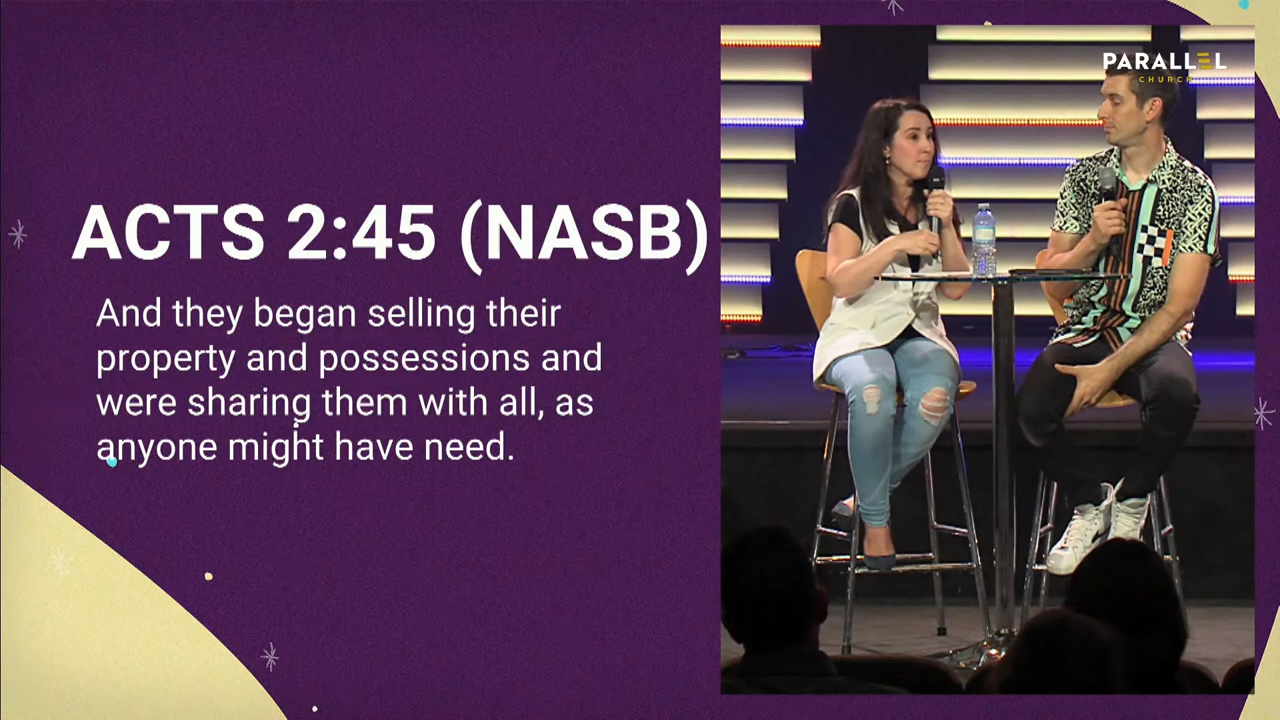 ACTS 2:45 (NASB)
And they began selling their
property and possessions and
were sharing them with all, as
anyone might have need.
PARALLEL
CHURCH